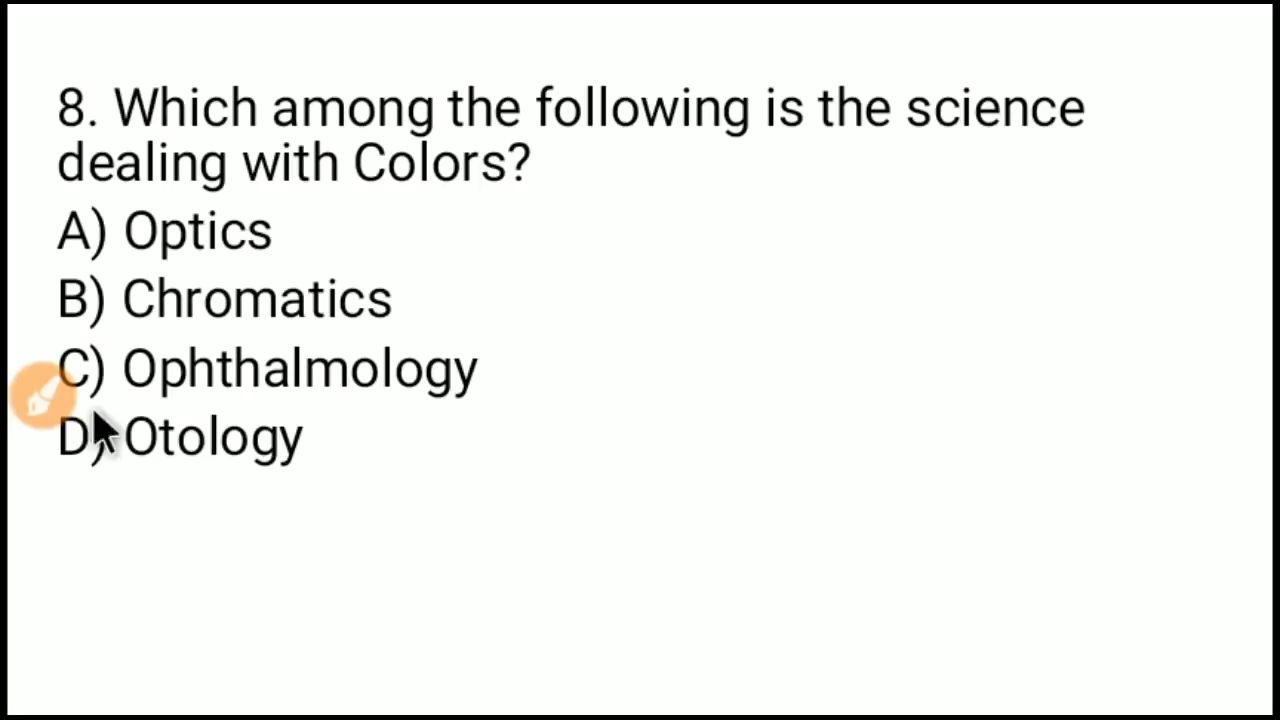 8. Which among the following is the science
dealing with Colors?
A) Optics
B) Chromatics
C) Ophthalmology
D) Otology